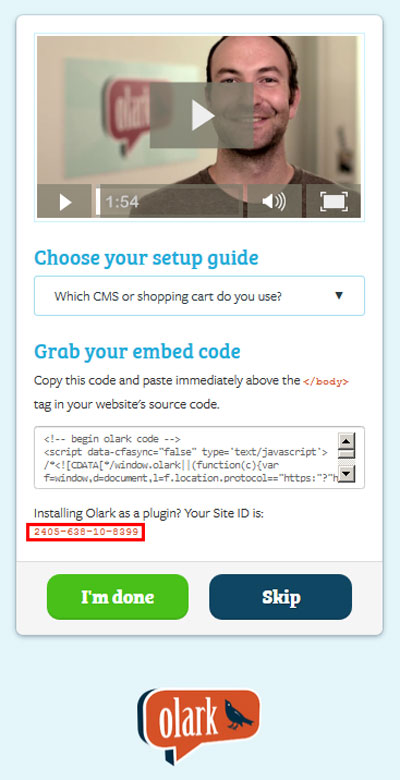 olark
1:54
Choose your setup guide
Which CMS or shopping cart do you use?
Grab your embed code
Copy this code and paste immediately above the </body>
tag in your website's source code.
<!-- begin olark code -->
<script data-cfasync="false" type='text/javascript'>
/*<![CDATA[*/window.olark||(function(c){var
f=window,d=document,l=f.location.protocol=="https:"?"h
Installing Olark as a plugin? Your Site ID is:
2405-638-10-8399
I'm done
Skip
olark